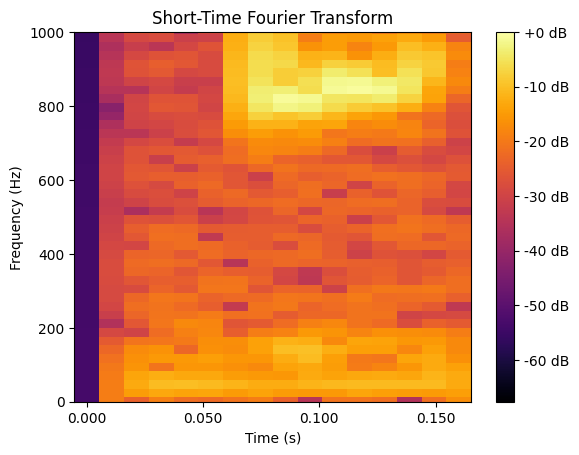 Short-Time Fourier Transform
1000
800
600
400
200
0
Frequency (Hz)
0.000
0.050
0.100
0.150
Time (s)
+0 dB
-10 dB
-20 dB
-30 dB
-40 dB
-50 dB
-60 dB